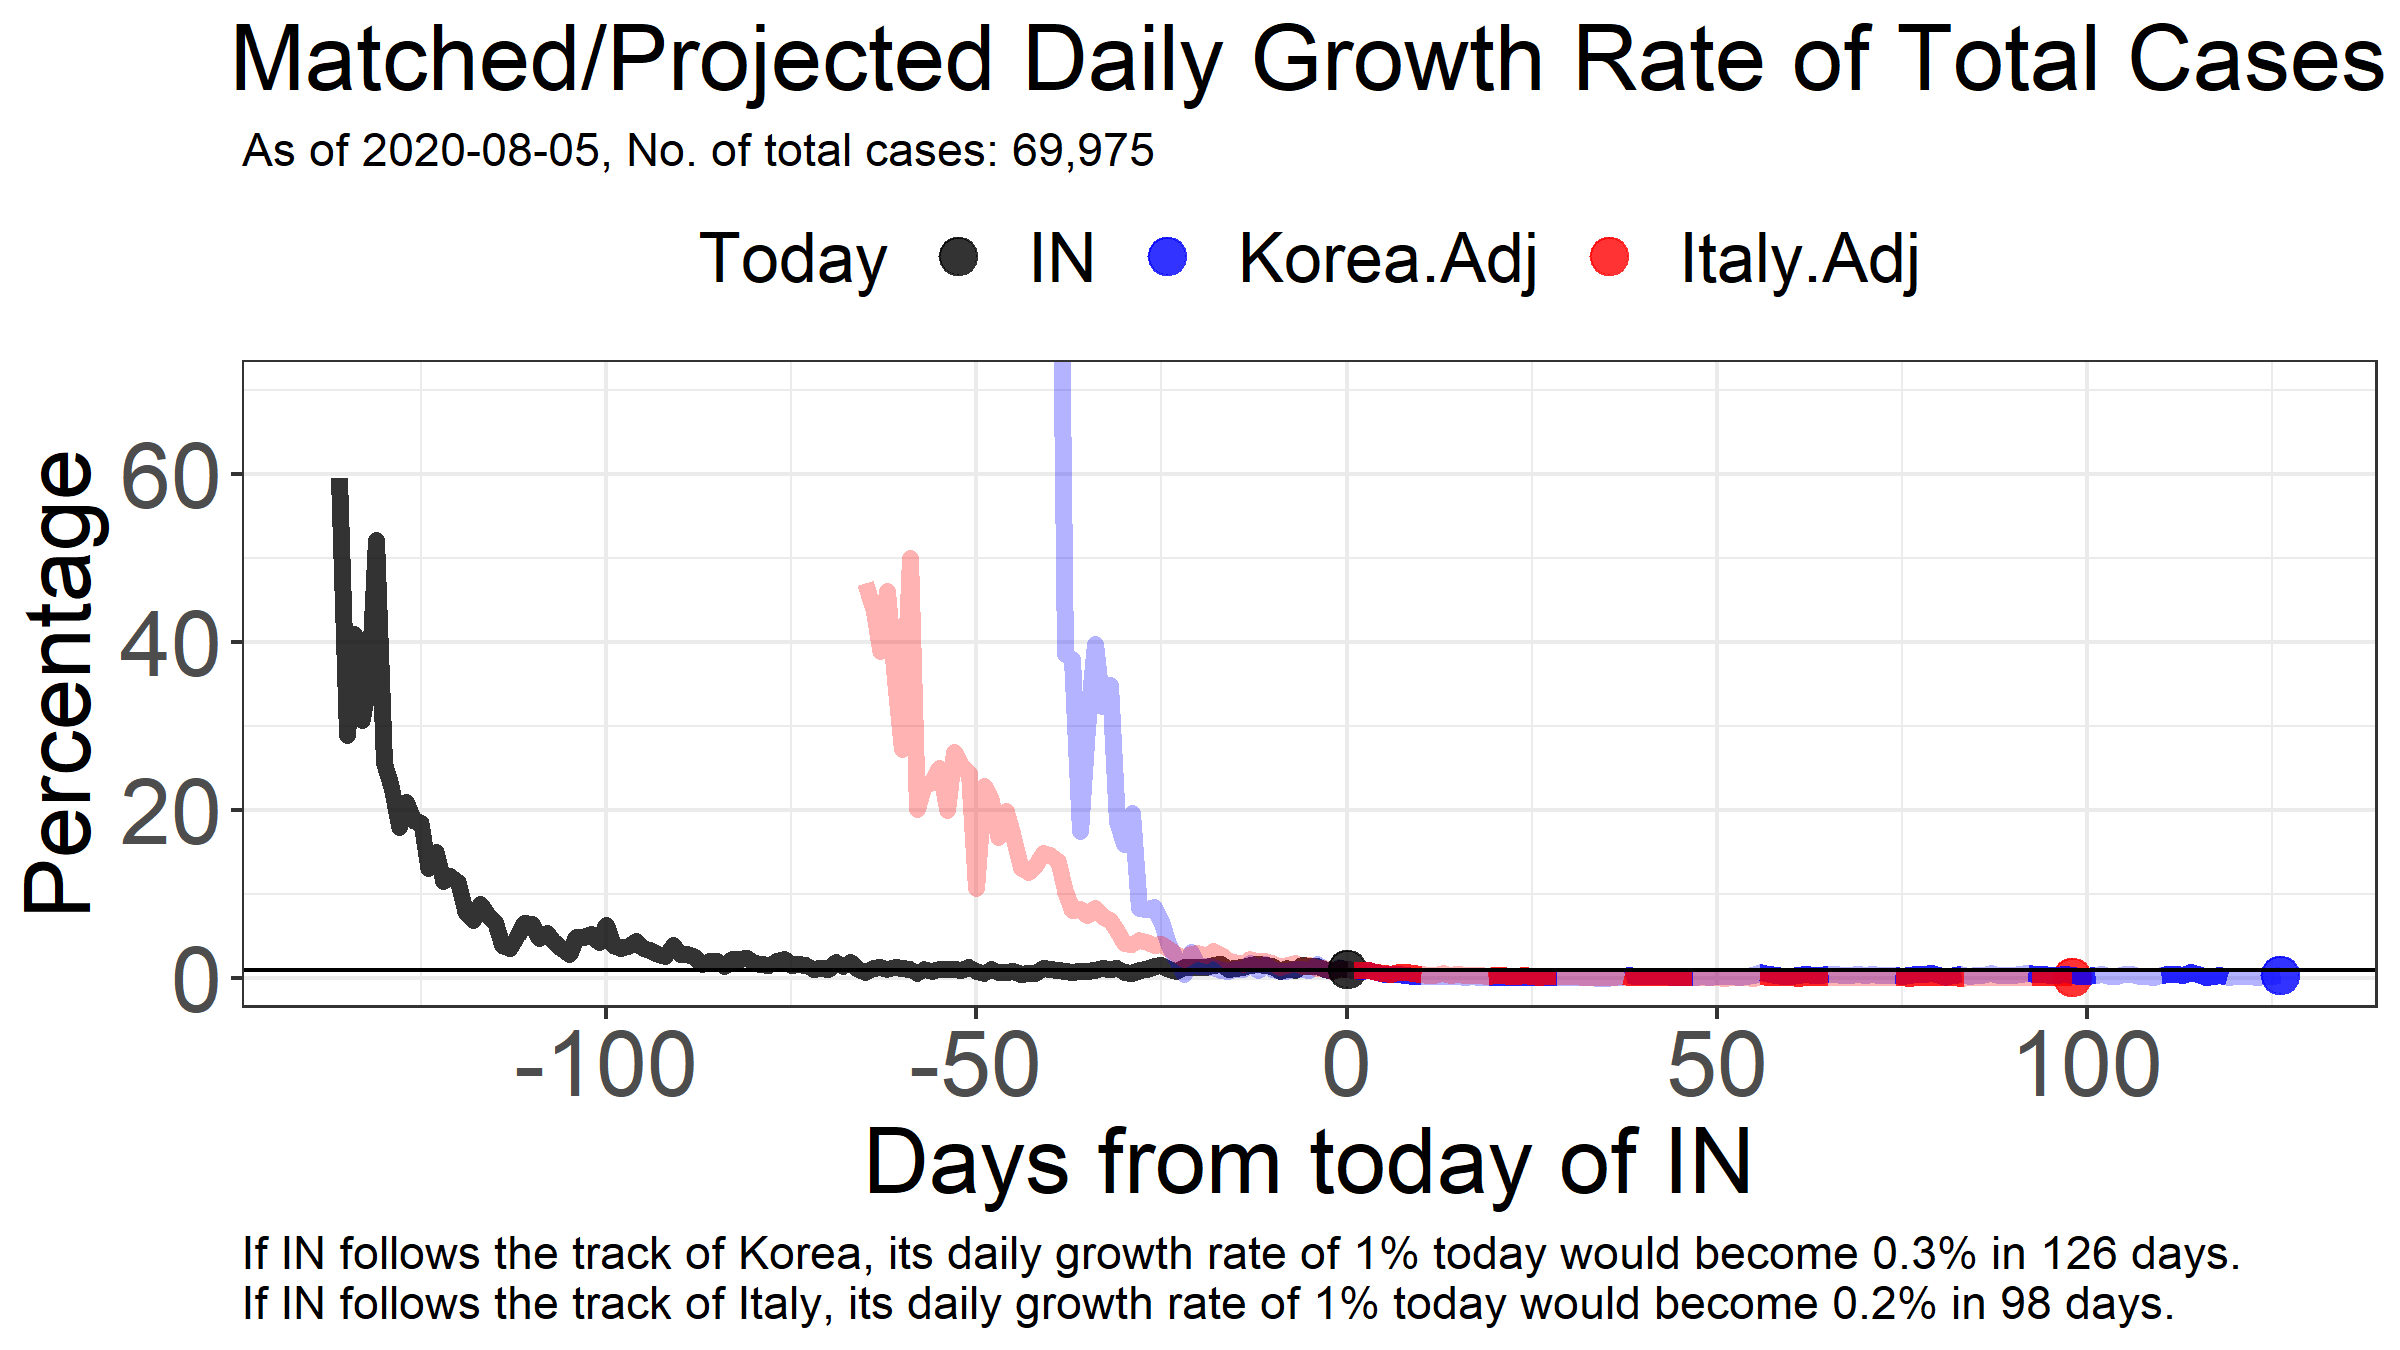 Matched/Projected Daily Growth Rate of Total Cases
As of 2020-08-05, No. of total cases: 69,975
Today IN Korea.Adj Italy.Adj
Percentage
60
40
20
0
-100 -50 0 50 100
Days from today of IN
If IN follows the track of Korea, its daily growth rate of 1% today would become 0.3% in 126 days.
If IN follows the track of Italy, its daily growth rate of 1% today would become 0.2% in 98 days.